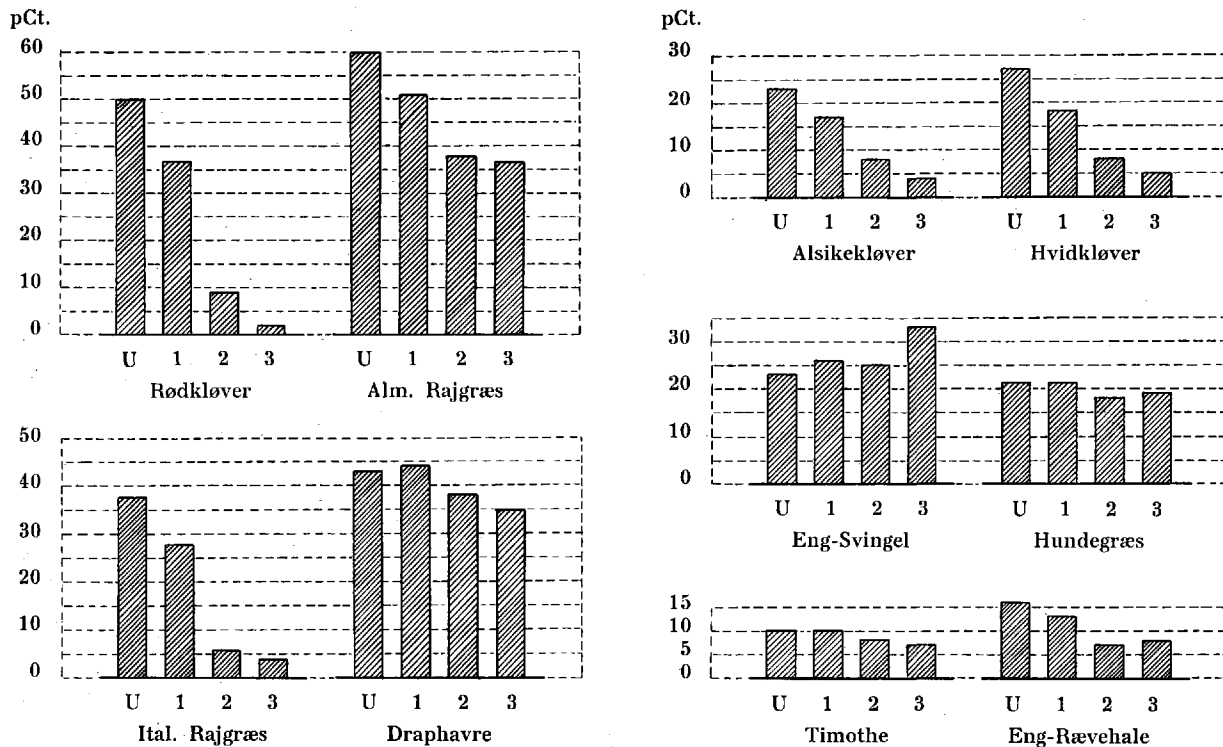 pCt.
60
50
40
30
20
10
0
U 1 2 3 U 1 2 3
Rødkløver Alm. Rajgræs
50
40
30
20
10
0
U 1 2 3 U 1 2 3
Ital. Rajgræs Draphavre
pCt.
30
20
10
0
U 1 2 3 U 1 2 3
Alsikekløver Hvidkløver
30
20
10
0
U 1 2 3 U 1 2 3
Eng-Svingel Hundegræs
15
10
5
0
U 1 2 3 U 1 2 3
Timothe Eng-Rævehale